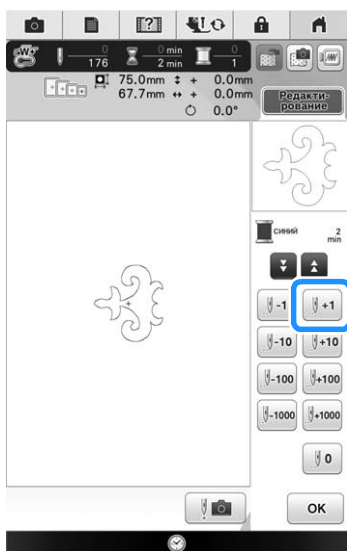 0 0 min 0
176 2 min 1
75.0mm + 0.0mm
67.7mm + 0.0mm
0.0°
Редакти-
рование
синий 2
min
-1 +1
-10 +10
-100 +100
-1000 +1000
0
OK